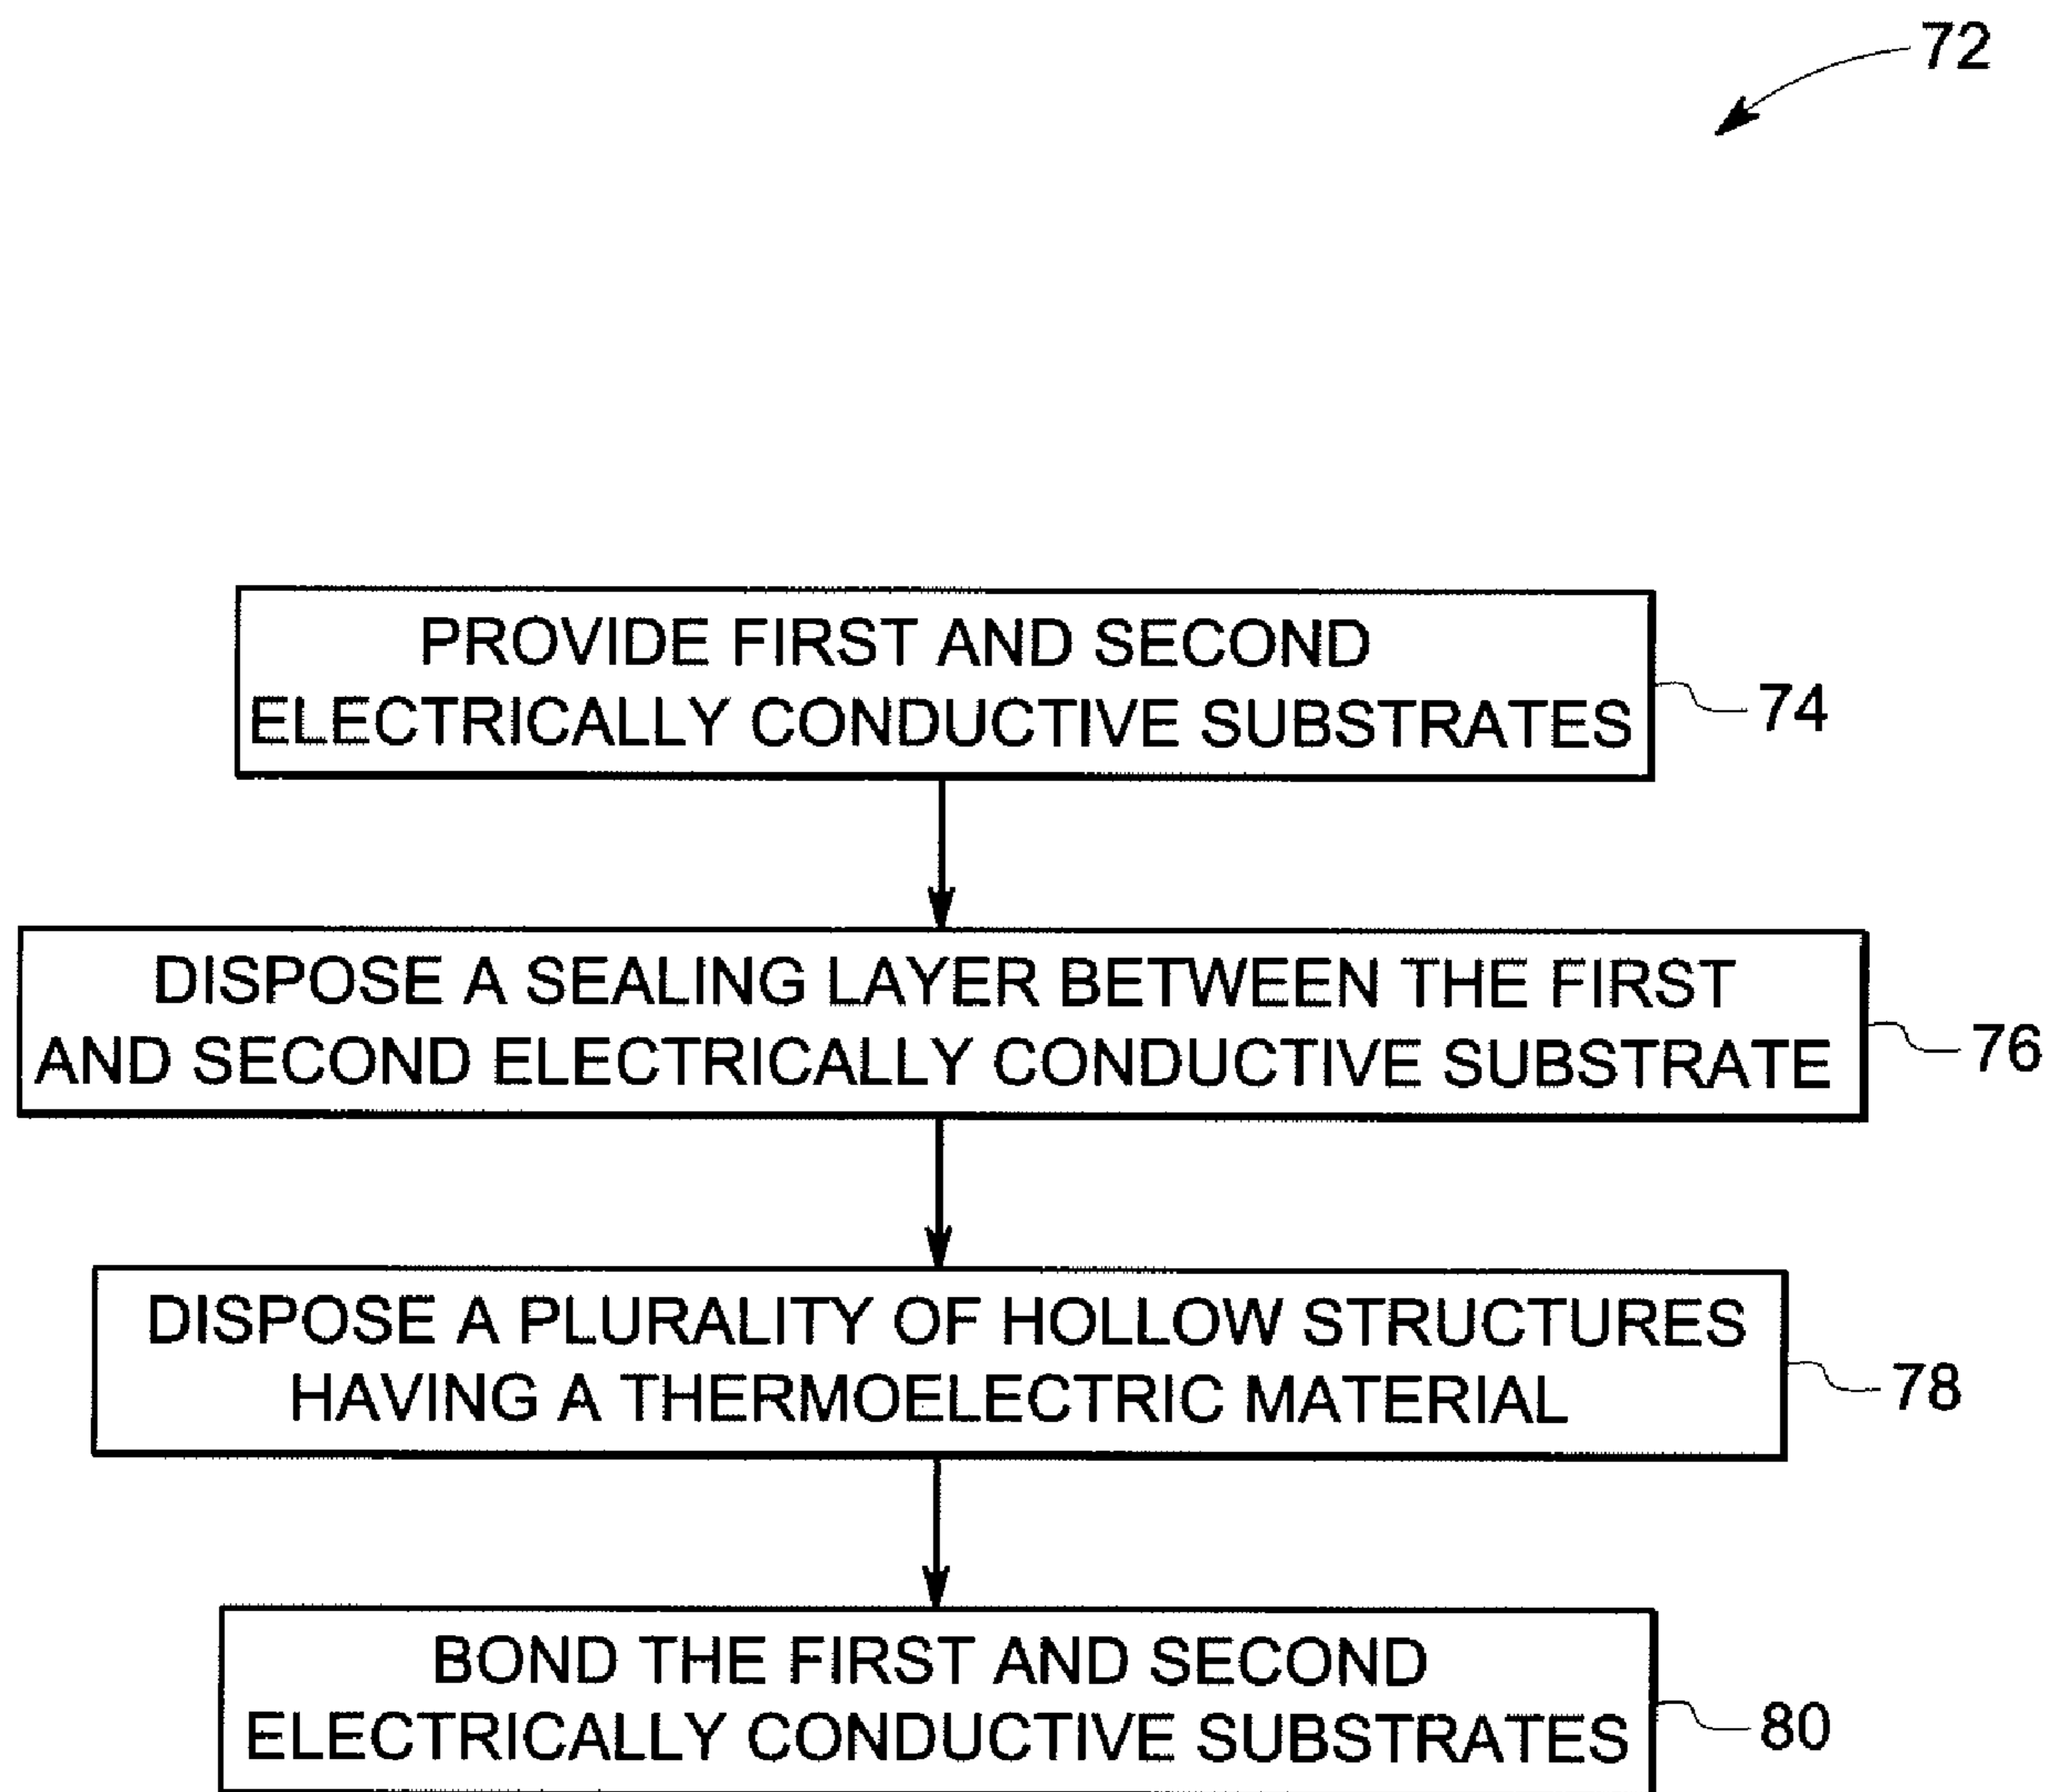 72
PROVIDE FIRST AND SECOND
ELECTRICALLY CONDUCTIVE SUBSTRATES
74
DISPOSE A SEALING LAYER BETWEEN THE FIRST
AND SECOND ELECTRICALLY CONDUCTIVE SUBSTRATE
76
DISPOSE A PLURALITY OF HOLLOW STRUCTURES
HAVING A THERMOELECTRIC MATERIAL
78
BOND THE FIRST AND SECOND
ELECTRICALLY CONDUCTIVE SUBSTRATES
80